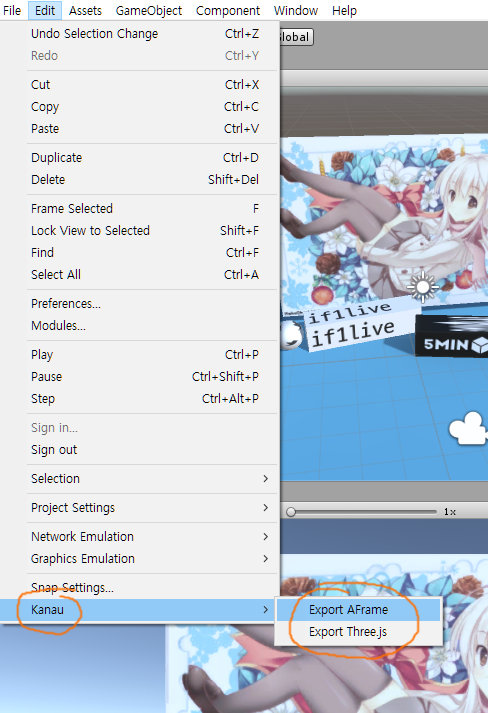 File Edit Assets GameObject Component Window Help
Undo Selection Change Ctrl+Z
Global
Redo Ctrl+Y
Cut Ctrl+X
Copy Ctrl+C
Paste Ctrl+V
Duplicate Ctrl+D
Delete Shift+Del
Frame Selected F
Lock View to Selected Shift+F
Find Ctrl+F
Select All Ctrl+A
Preferences...
Modules...
if1live
if1live
5MIN
Play Ctrl+P
Pause Ctrl+Shift+P
Step Ctrl+Alt+P
Sign in...
Sign out
Selection
Project Settings
1x
Network Emulation
Graphics Emulation
Snap Settings...
Kanau
Export AFrame
Export Three.js